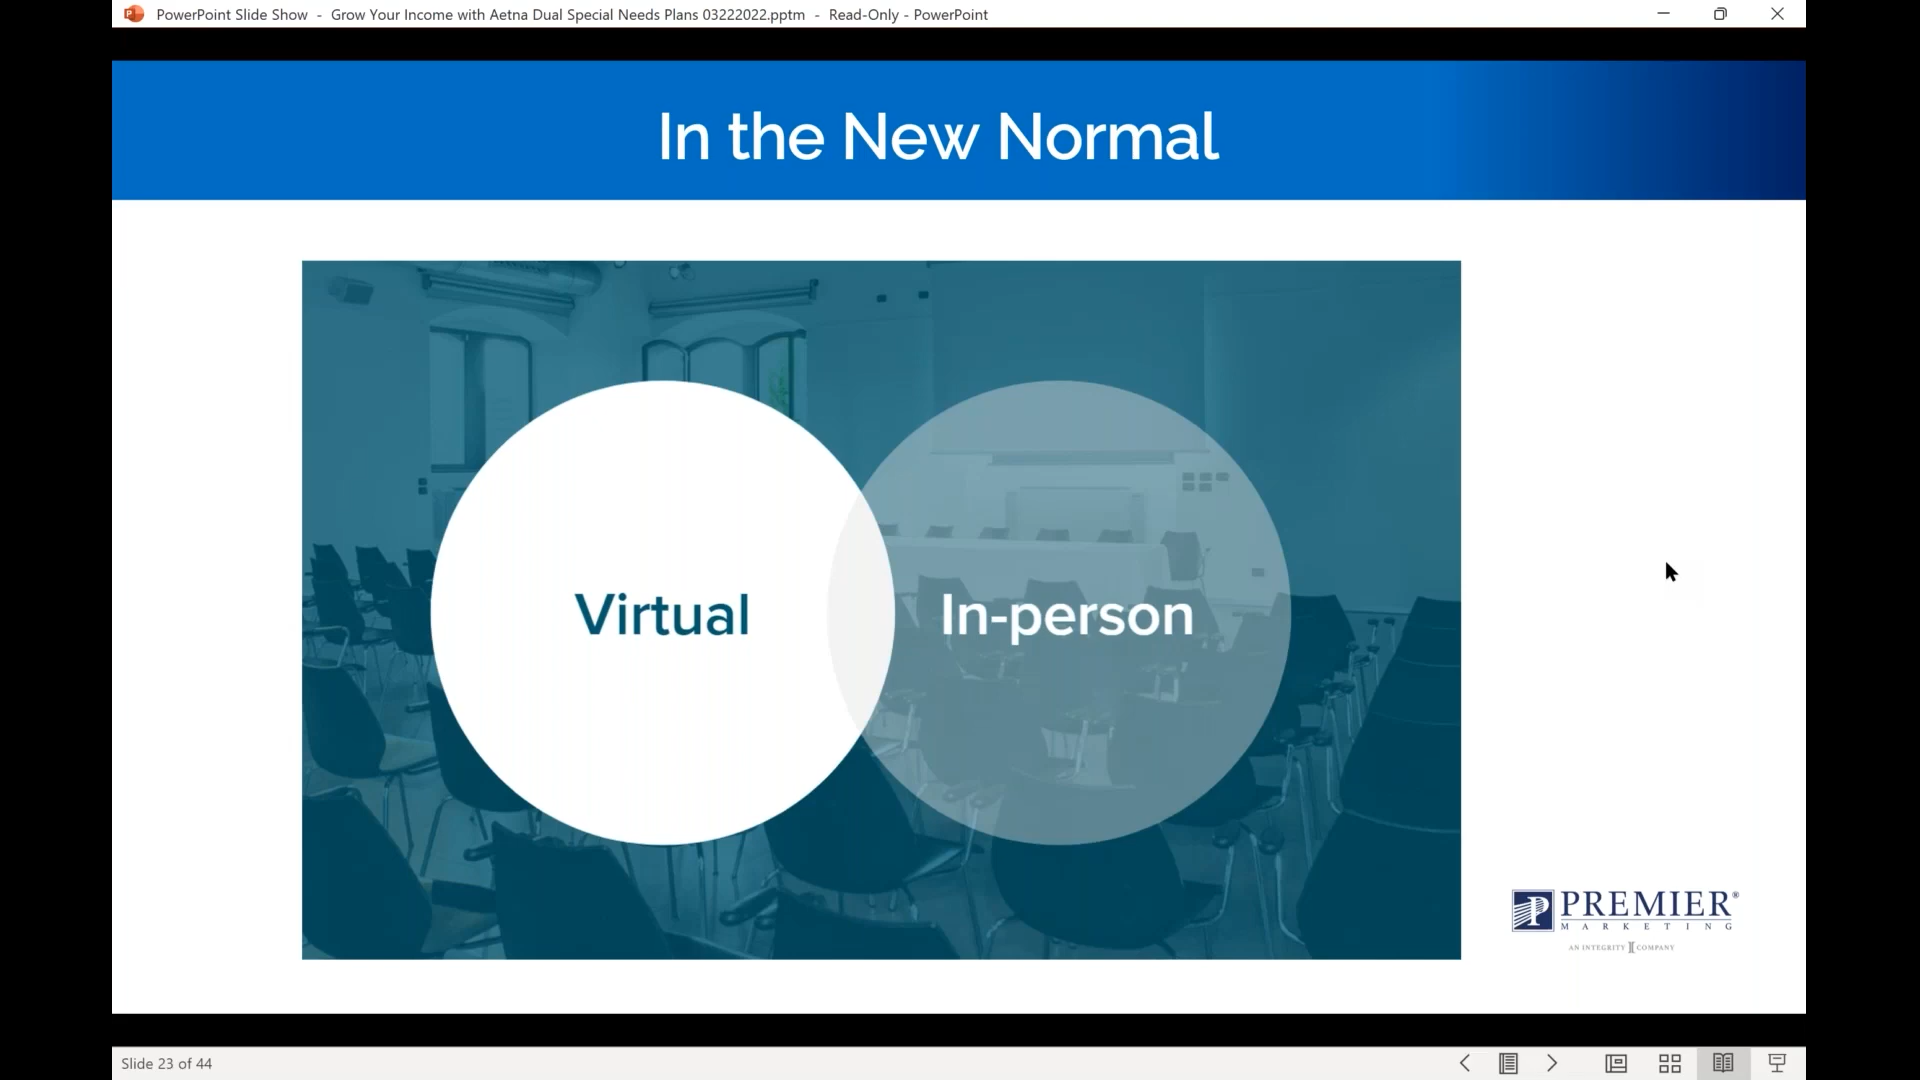 PowerPoint Slide Show - Grow Your Income with Aetna Dual Special Needs Plans 03222022.pptm - Read-Only - PowerPoint
In the New Normal
Virtual
In-person
PREMIER®
MARKETING
AN INTEGRITY COMPANY
Slide 23 of 44